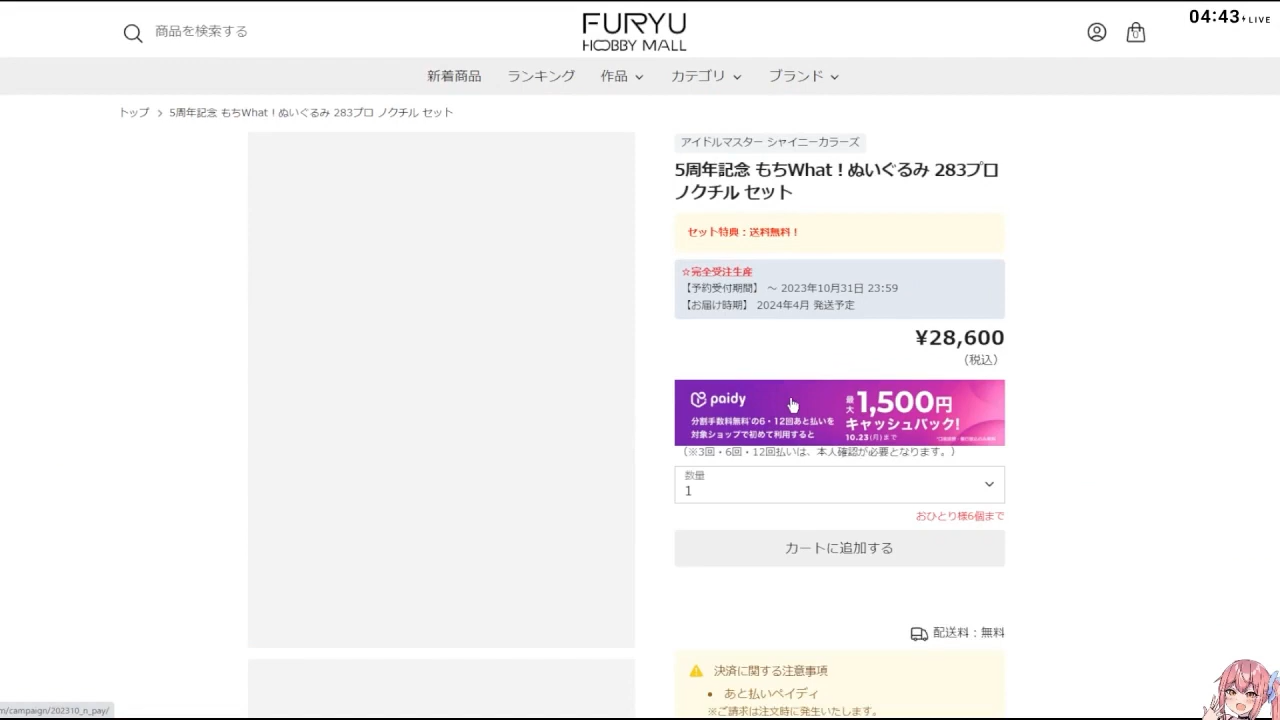 商品を検索する
FURYU
HOBBY MALL
0
04:43 LIVE
新着商品 ランキング 作品 カテゴリ ブランド
トップ > 5周年記念 もちWhat！ぬいぐるみ 283プロ ノクチル セット
アイドルマスター シャイニーカラーズ
5周年記念 もちWhat！ぬいぐるみ 283プロ
ノクチル セット
セット特典：送料無料！
☆完全受注生産
【予約受付期間】 ～ 2023年10月31日 23:59
【お届け時期】 2024年4月 発送予定
¥28,600
（税込）
paidy
分割手数料無料*の6・12回あと払いを
対象ショップで初めて利用すると
最大1,500円
キャッシュバック!
10.23(月)まで
（※3回・6回・12回払いは、本人確認が必要となります。）
数量
1
おひとり様6個まで
カートに追加する
配送料：無料
決済に関する注意事項
• あと払いペイディ
※ご請求は注文時に発生いたします。
m/campaign/202310_n_pay/